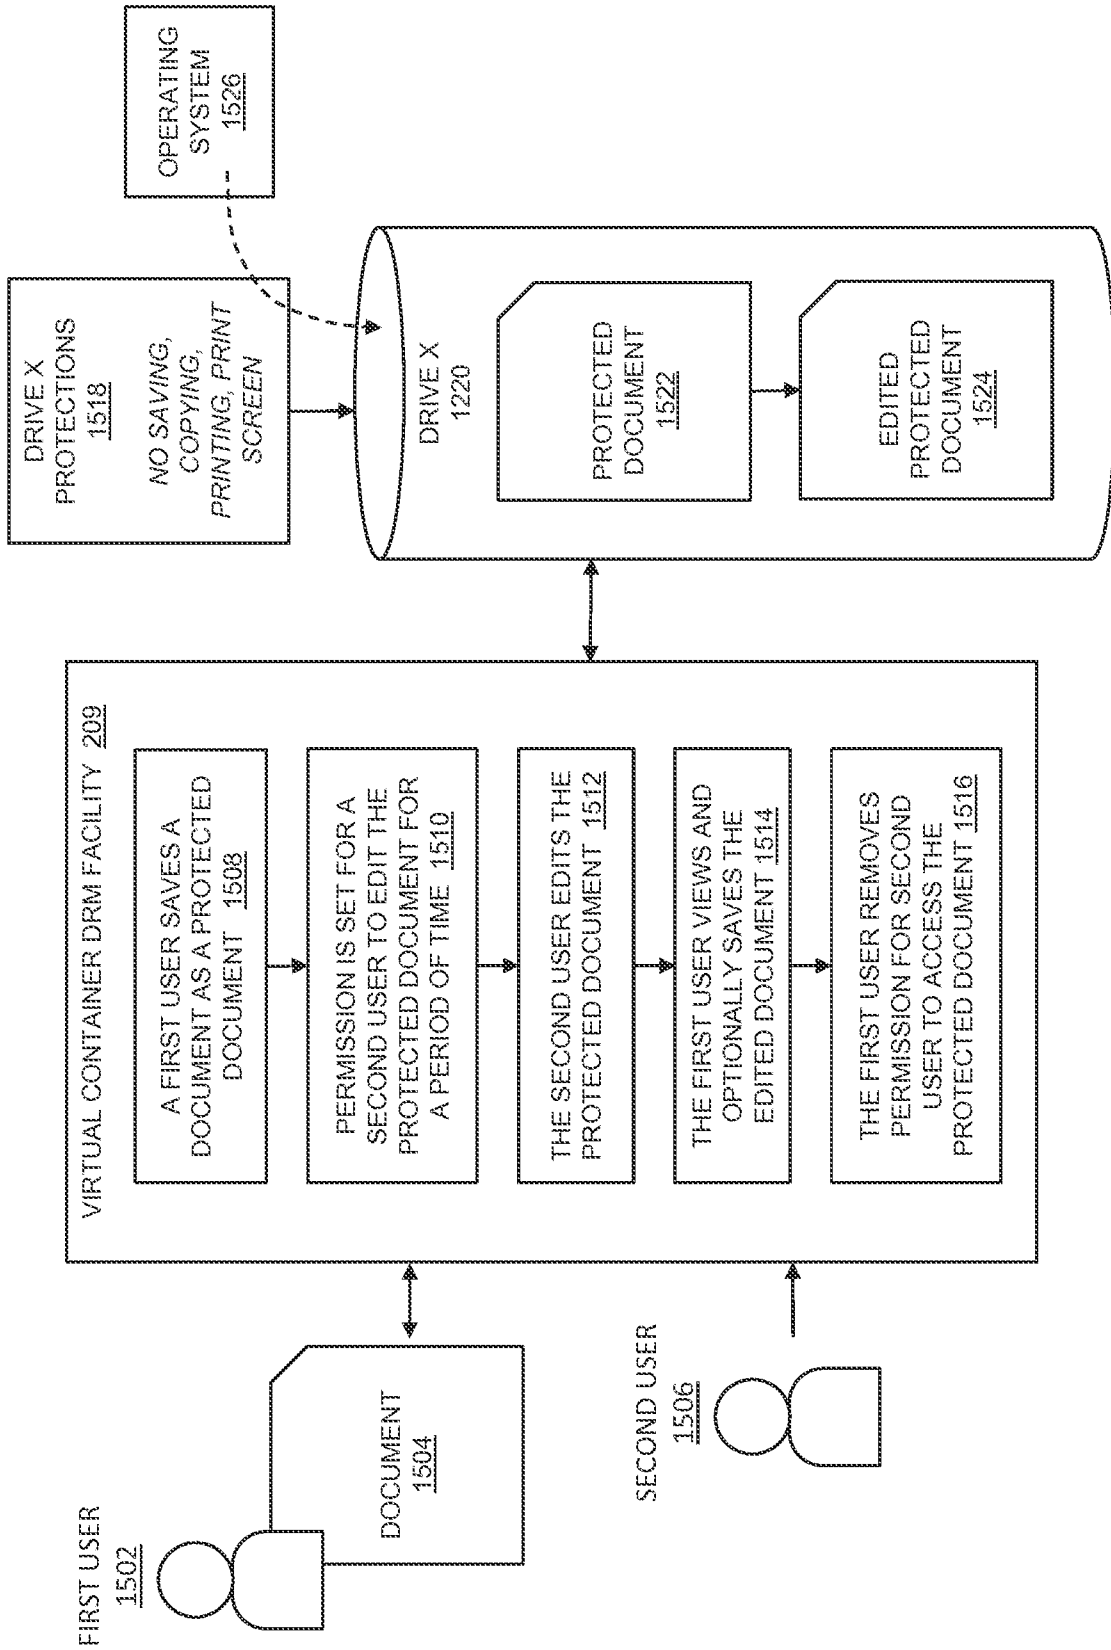 FIRST USER
1502
DOCUMENT
1504
SECOND USER
1506
VIRTUAL CONTAINER DRM FACILITY 209
A FIRST USER SAVES A
DOCUMENT AS A PROTECTED
DOCUMENT 1508
PERMISSION IS SET FOR A
SECOND USER TO EDIT THE
PROTECTED DOCUMENT FOR
A PERIOD OF TIME 1510
THE SECOND USER EDITS THE
PROTECTED DOCUMENT 1512
THE FIRST USER VIEWS AND
OPTIONALLY SAVES THE
EDITED DOCUMENT 1514
THE FIRST USER REMOVES
PERMISSION FOR SECOND
USER TO ACCESS THE
PROTECTED DOCUMENT 1516
DRIVE X
PROTECTIONS
1518
NO SAVING,
COPYING,
PRINTING, PRINT
SCREEN
OPERATING
SYSTEM
1526
DRIVE X
1220
PROTECTED
DOCUMENT
1522
EDITED
PROTECTED
DOCUMENT
1524